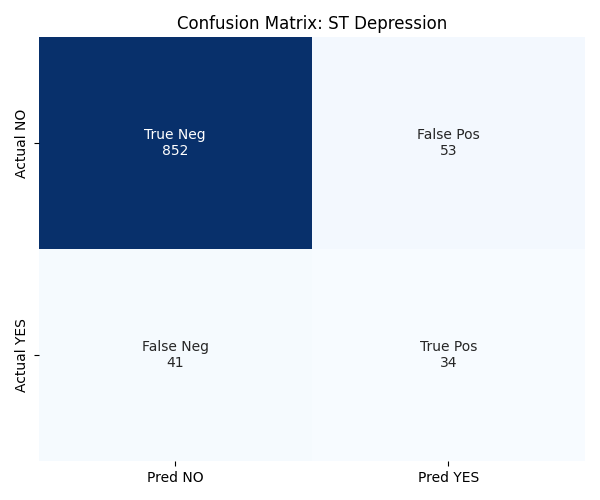 Confusion Matrix: ST Depression
Actual NO
True Neg
852
False Pos
53
Actual YES
False Neg
41
True Pos
34
Pred NO
Pred YES